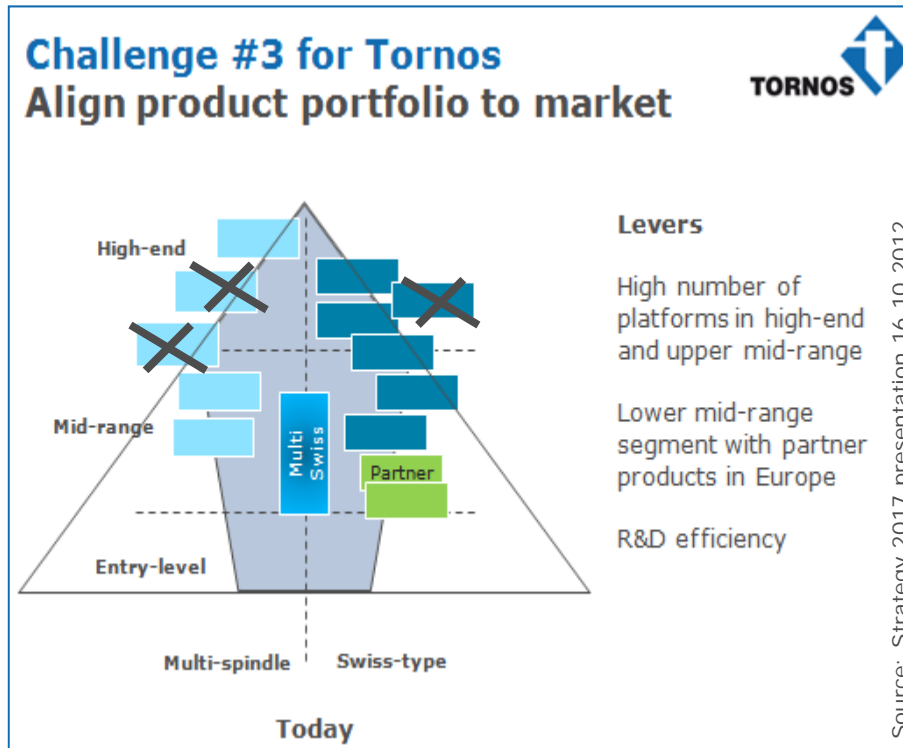 Challenge #3 for Tornos
Align product portfolio to market
TORNOS
High-end
Mid-range
Entry-level
Multi
Swiss
Partner
Multi-spindle
Swiss-type
Today
Levers
High number of
platforms in high-end
and upper mid-range
Lower mid-range
segment with partner
products in Europe
R&D efficiency
Source: Strategy 2017 presentation 16.10.2012